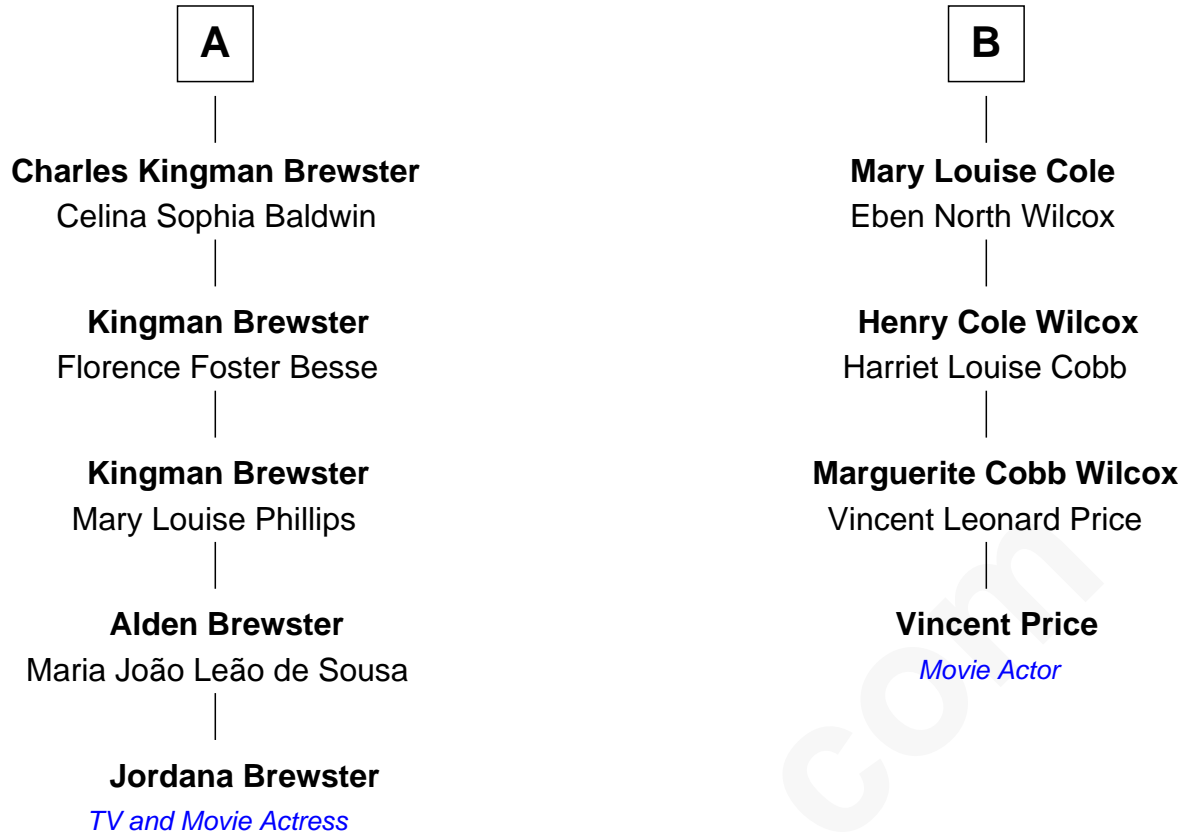 A
Charles Kingman Brewster
Celina Sophia Baldwin
Kingman Brewster
Florence Foster Besse
Kingman Brewster
Mary Louise Phillips
Alden Brewster
Maria João Leão de Sousa
Jordana Brewster
TV and Movie Actress
B
Mary Louise Cole
Eben North Wilcox
Henry Cole Wilcox
Harriet Louise Cobb
Marguerite Cobb Wilcox
Vincent Leonard Price
Vincent Price
Movie Actor
com